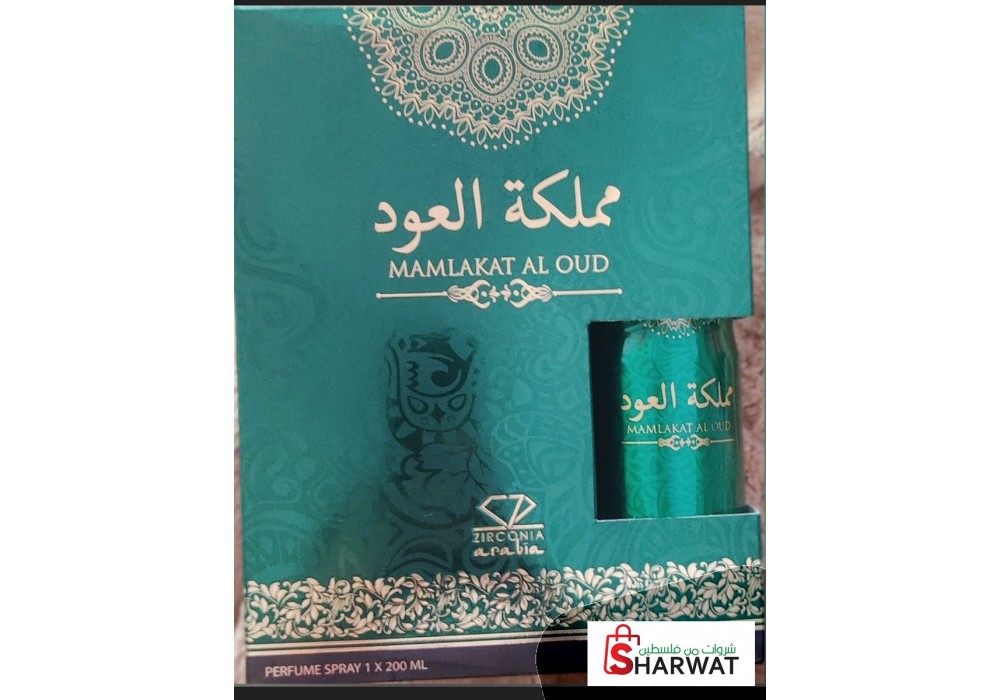 مملكة العود
MAMLAKAT AL OUD
مملكة العود
MAMLAKAT AL OUD
ZIRCONIA
arabia
PERFUME SPRAY 1 X 200 ML
شروات من فلسطين
SHARWAT